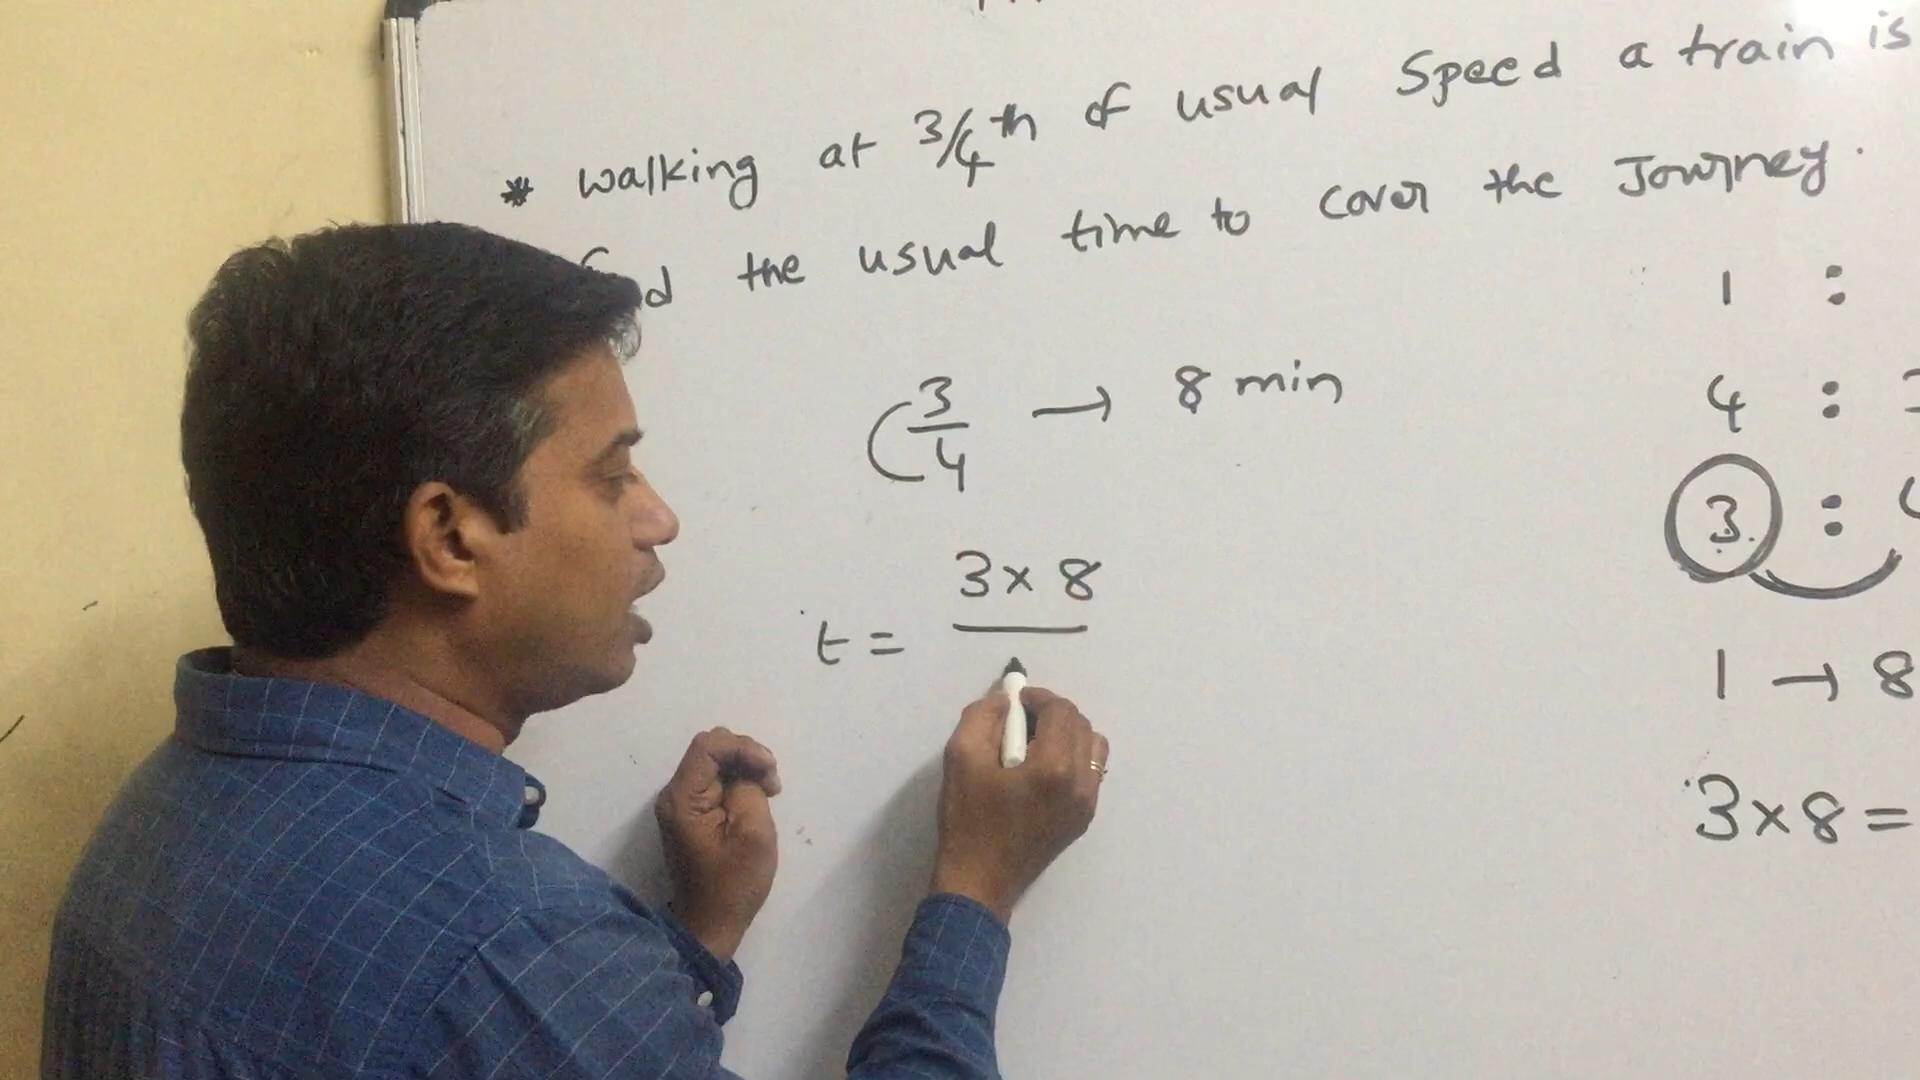 * walking at 3/4th of usual Speed a train is
the usual time to cover the Journey.
1 :
3/4 → 8 min
4 :
3 :
3 x 8
t =
1 → 8
3 x 8 =